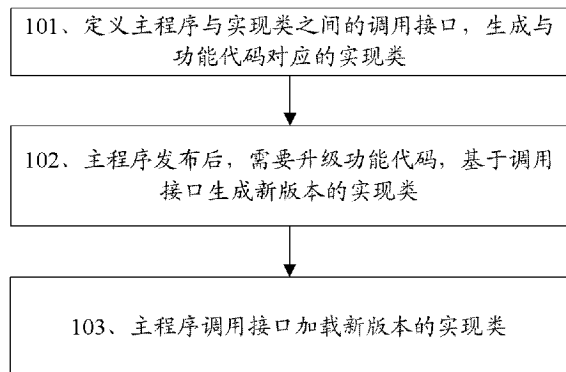 101、定义主程序与实现类之间的调用接口，生成与
功能代码对应的实现类
102、主程序发布后，需要升级功能代码，基于调用
接口生成新版本的实现类
103、主程序调用接口加载新版本的实现类